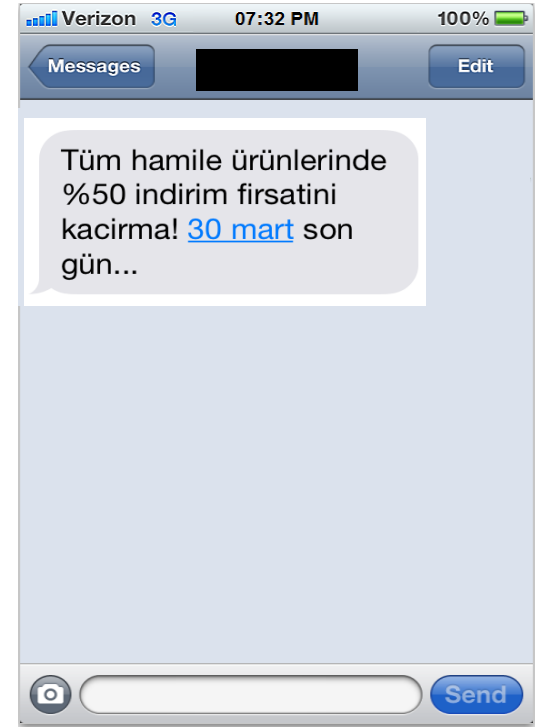 Verizon 3G 07:32 PM 100%
Messages Edit
Tüm hamile ürünlerinde
%50 indirim firsatini
kacirma! 30 mart son
gün...
Send